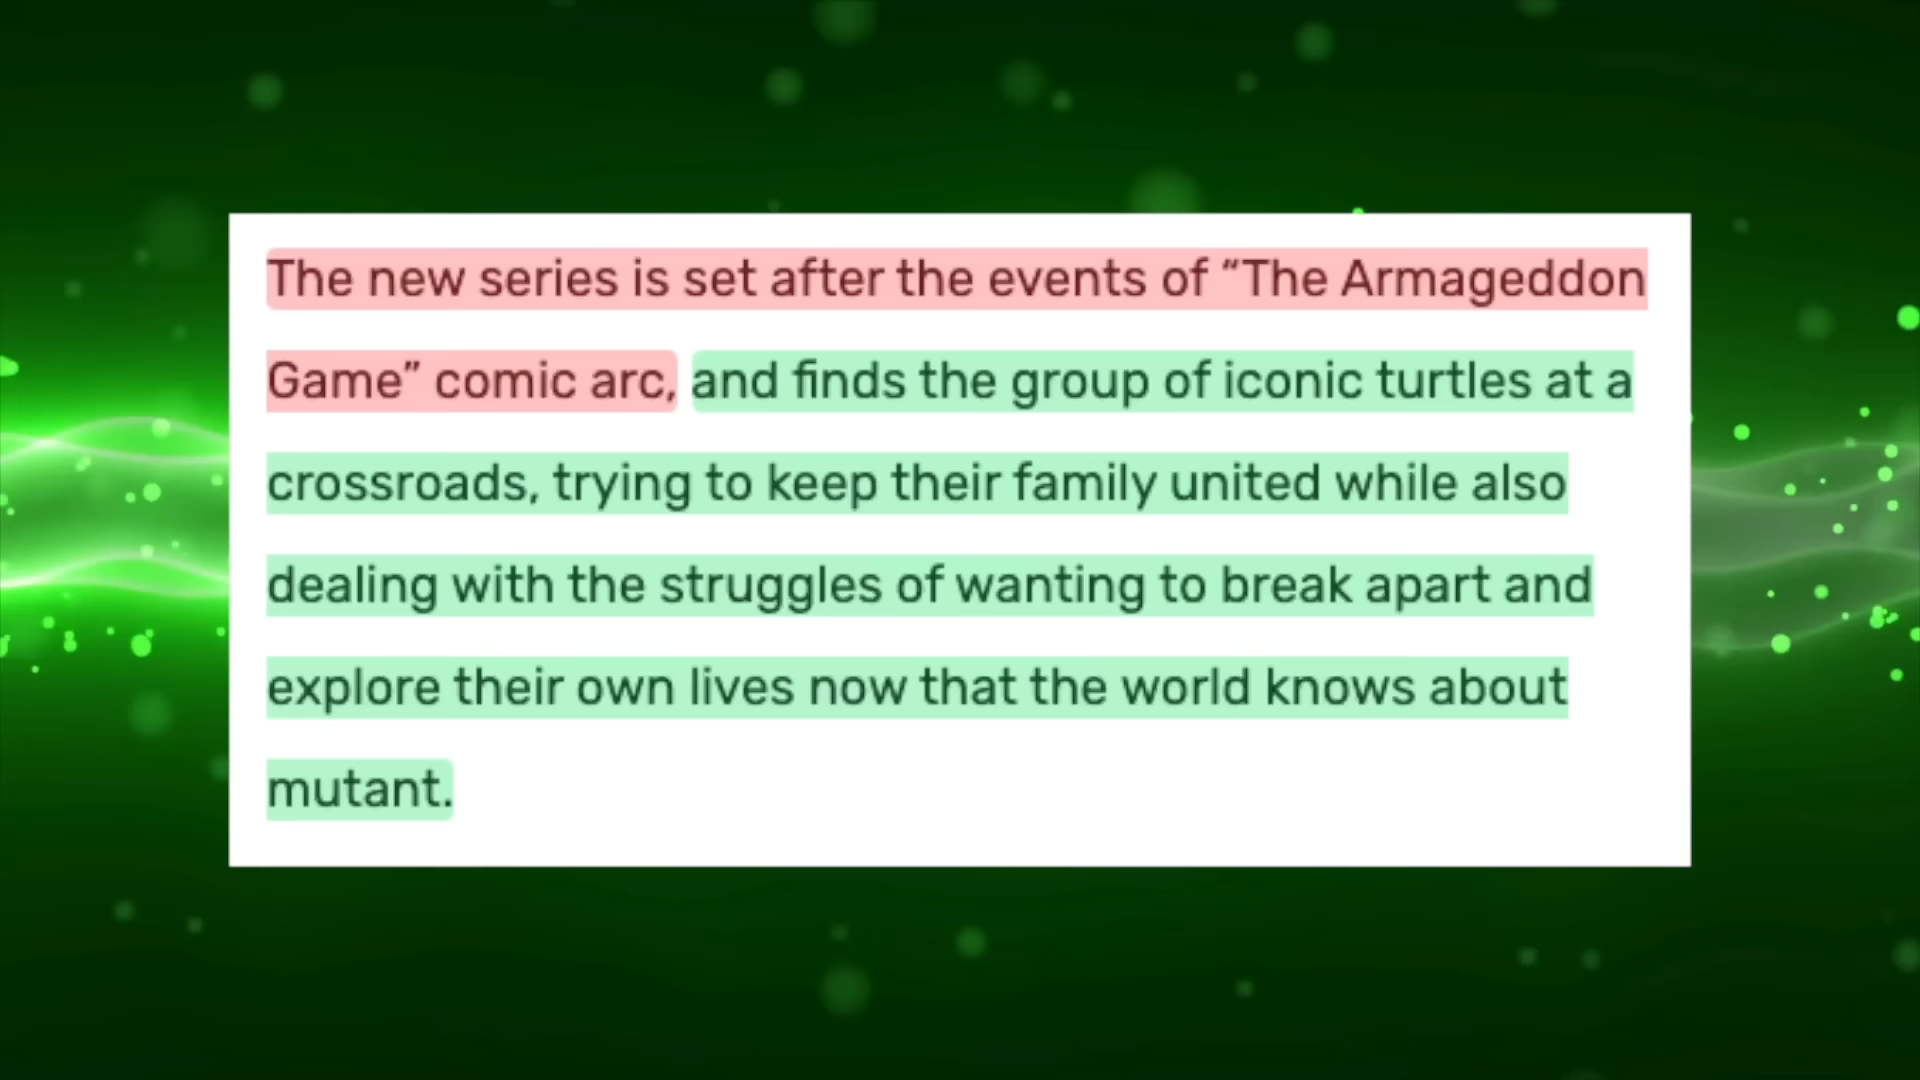 The new series is set after the events of “The Armageddon
Game” comic arc, and finds the group of iconic turtles at a
crossroads, trying to keep their family united while also
dealing with the struggles of wanting to break apart and
explore their own lives now that the world knows about
mutant.